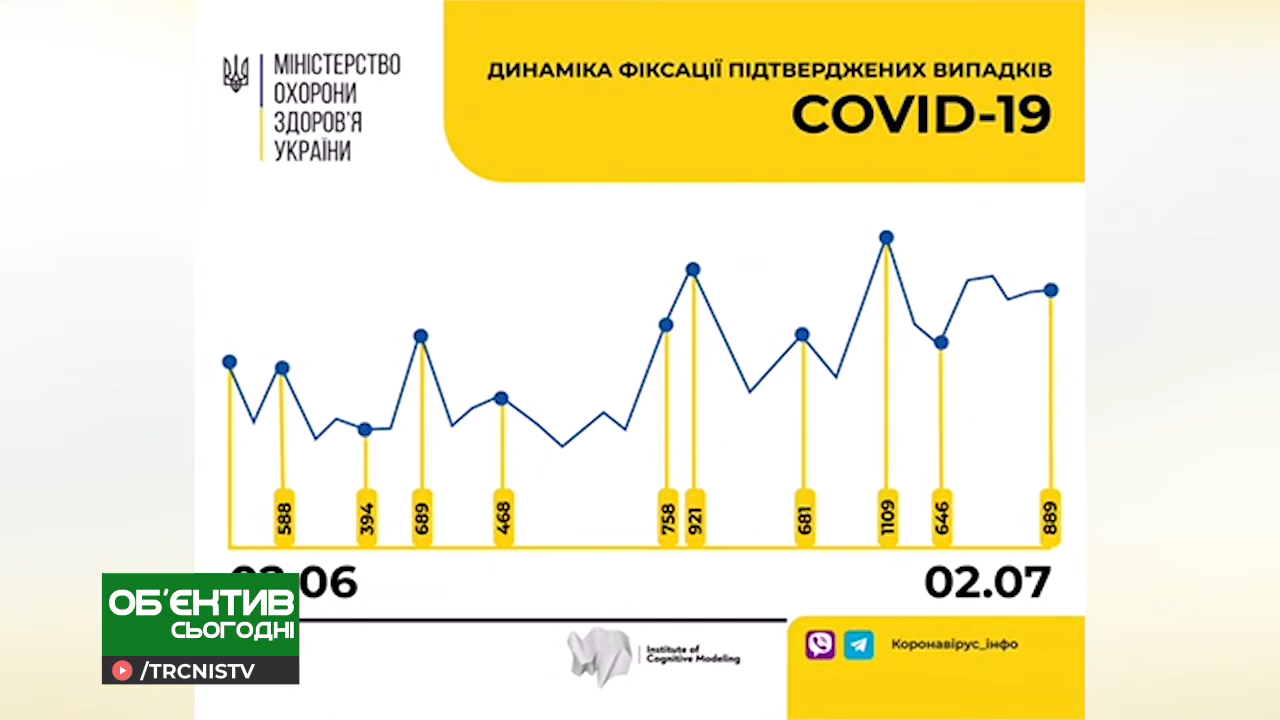 МІНІСТЕРСТВО
ОХОРОНИ
ЗДОРОВ'Я
УКРАЇНИ
ДИНАМІКА ФІКСАЦІЇ ПІДТВЕРДЖЕНИХ ВИПАДКІВ
COVID-19
588
394
689
468
758
921
681
1109
646
889
.06
02.07
ОБ'ЄКТИВ
СЬОГОДНІ
/TRCNISTV
Institute of
Cognitive Modeling
Коронавірус_інфо